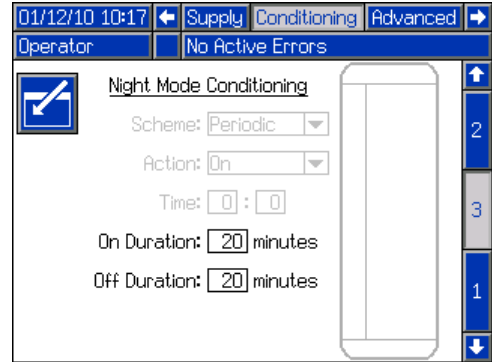 01/12/10 10:17 Supply Conditioning Advanced
Operator No Active Errors
Night Mode Conditioning
Scheme: Periodic
2
Action: On
Time: 0 : 0
3
On Duration: 20 minutes
Off Duration: 20 minutes
1